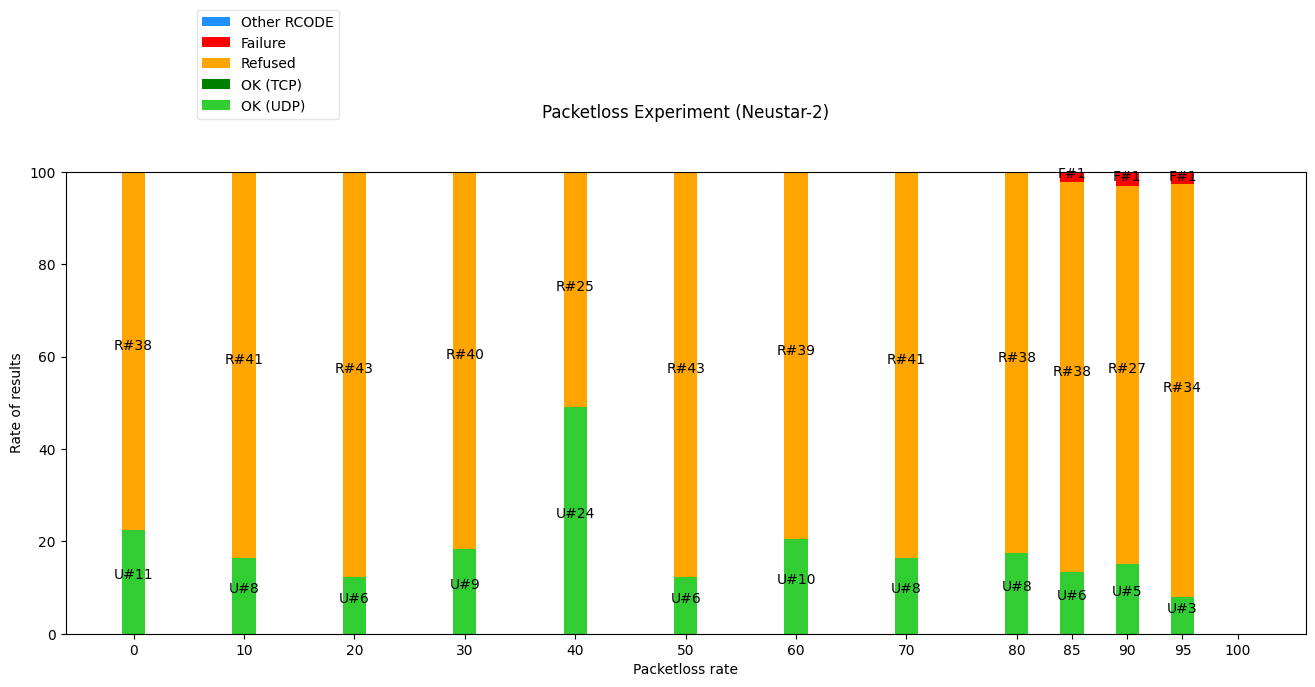 Other RCODE
Failure
Refused
OK (TCP)
OK (UDP)
Packetloss Experiment (Neustar-2)
100
80
60
40
20
0
Rate of results
F#1
F#1
F#1
R#38
R#41
R#43
R#40
R#25
R#43
R#39
R#41
R#38
R#38
R#27
R#34
U#11
U#8
U#6
U#9
U#24
U#6
U#10
U#8
U#8
U#6
U#5
U#3
0 10 20 30 40 50 60 70 80 85 90 95 100
Packetloss rate